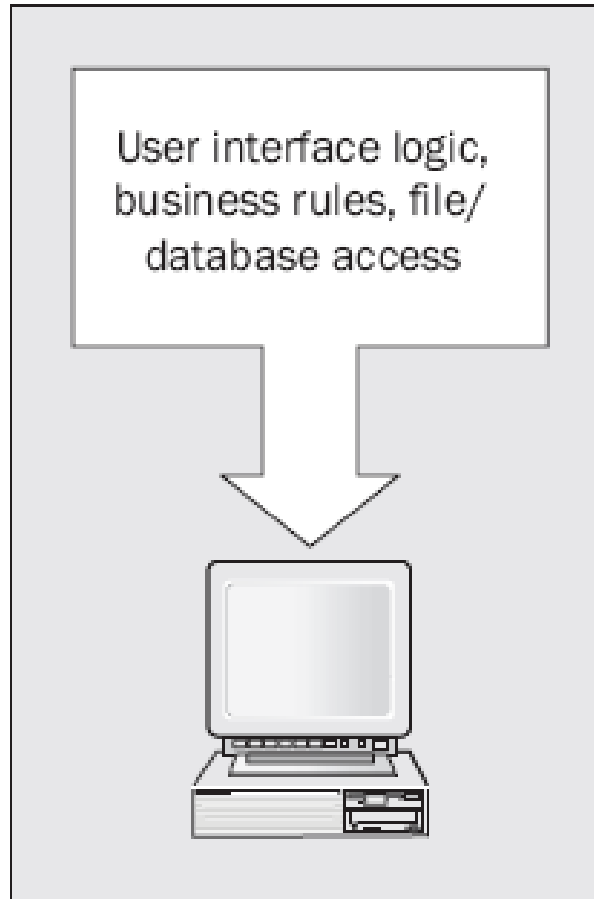 User interface logic,
business rules, file/
database access